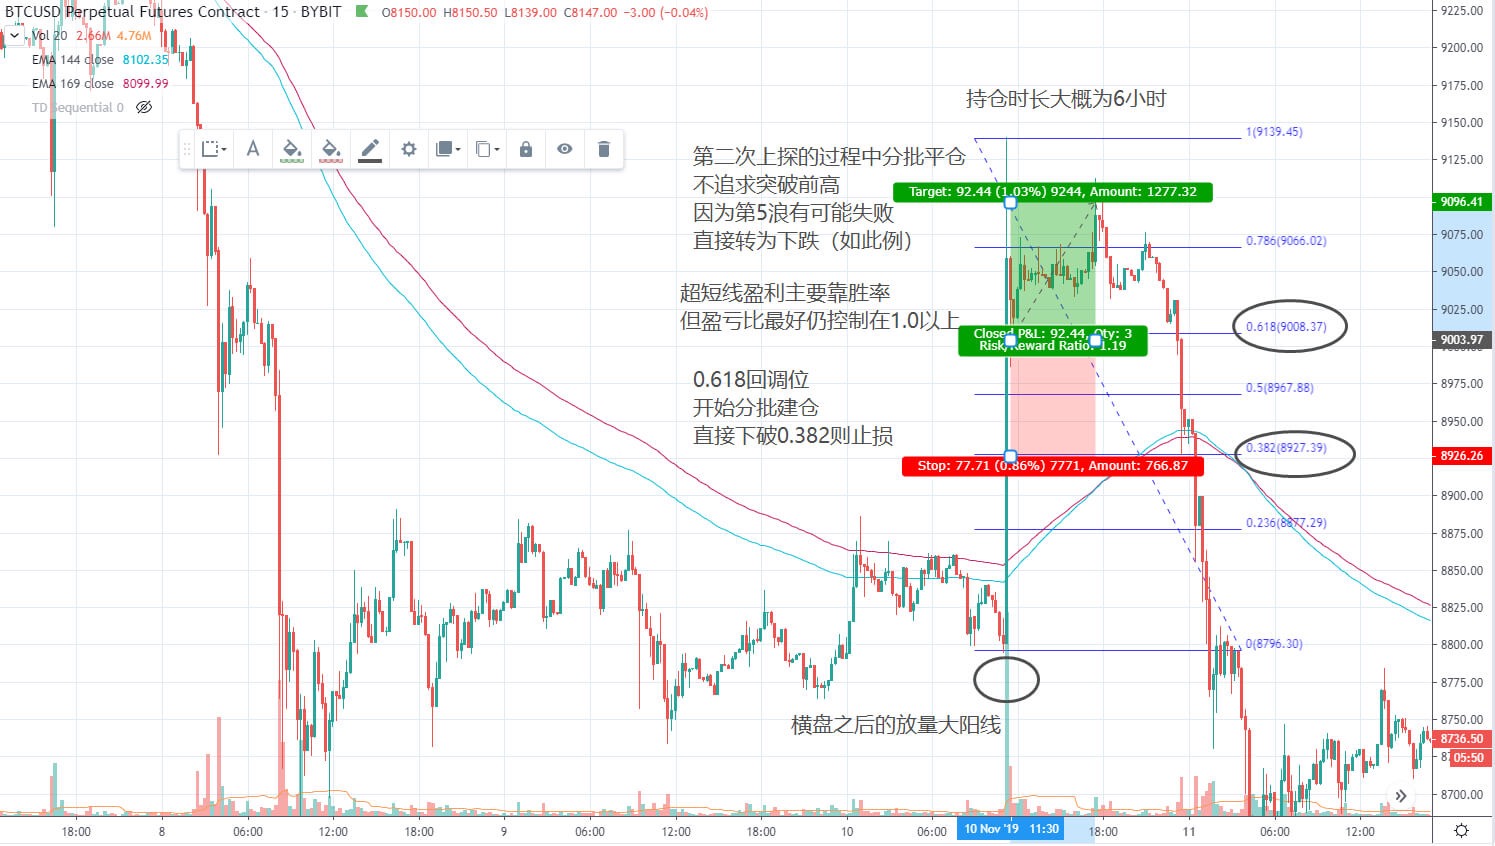 BTCUSD Perpetual Futures Contract · 15 · BYBIT O8150.00 H8150.50 L8139.00 C8147.00 −3.00 (−0.04%)
Vol 20 2.66M 4.76M
EMA 144 close 8102.35
EMA 169 close 8099.99
TD Sequential 0
持仓时长大概为6小时
第二次上探的过程中分批平仓
不追求突破前高
因为第5浪有可能失败
直接转为下跌（如此例）
超短线盈利主要靠胜率
但盈亏比最好仍控制在1.0以上
0.618回调位
开始分批建仓
直接下破0.382则止损
横盘之后的放量大阳线
Target: 92.44 (1.03%) 9244, Amount: 1277.32
Closed P&L: 92.44, Qty: 3
Risk/Reward Ratio: 1.19
Stop: 77.71 (0.86%) 7771, Amount: 766.87
1(9139.45)
0.786(9066.02)
0.618(9008.37)
0.5(8967.88)
0.382(8927.39)
0.236(8877.29)
0(8796.30)
9225.00
9200.00
9175.00
9150.00
9125.00
9096.41
9075.00
9050.00
9025.00
9003.97
8975.00
8950.00
8926.26
8900.00
8875.00
8850.00
8825.00
8800.00
8775.00
8750.00
8736.50
05:50
8700.00
18:00 8 06:00 12:00 18:00 9 06:00 12:00 18:00 10 06:00 10 Nov '19 11:30 18:00 11 06:00 12:00